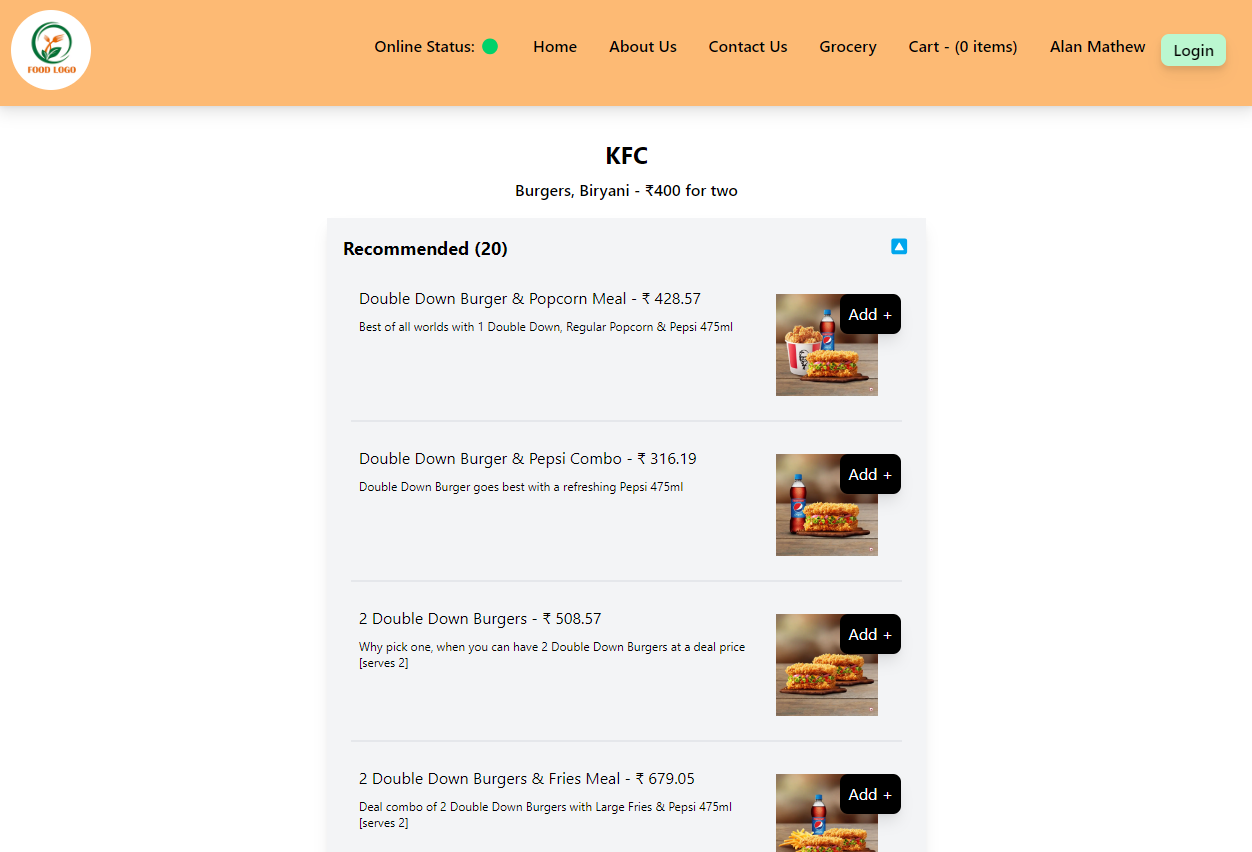 FOOD LOGO
Online Status:
Home
About Us
Contact Us
Grocery
Cart - (0 items)
Alan Mathew
Login
KFC
Burgers, Biryani - ₹400 for two
Recommended (20)
Double Down Burger & Popcorn Meal - ₹ 428.57
Add +
Best of all worlds with 1 Double Down, Regular Popcorn & Pepsi 475ml
Double Down Burger & Pepsi Combo - ₹ 316.19
Add +
Double Down Burger goes best with a refreshing Pepsi 475ml
2 Double Down Burgers - ₹ 508.57
Add +
Why pick one, when you can have 2 Double Down Burgers at a deal price
[serves 2]
2 Double Down Burgers & Fries Meal - ₹ 679.05
Add +
Deal combo of 2 Double Down Burgers with Large Fries & Pepsi 475ml
[serves 2]